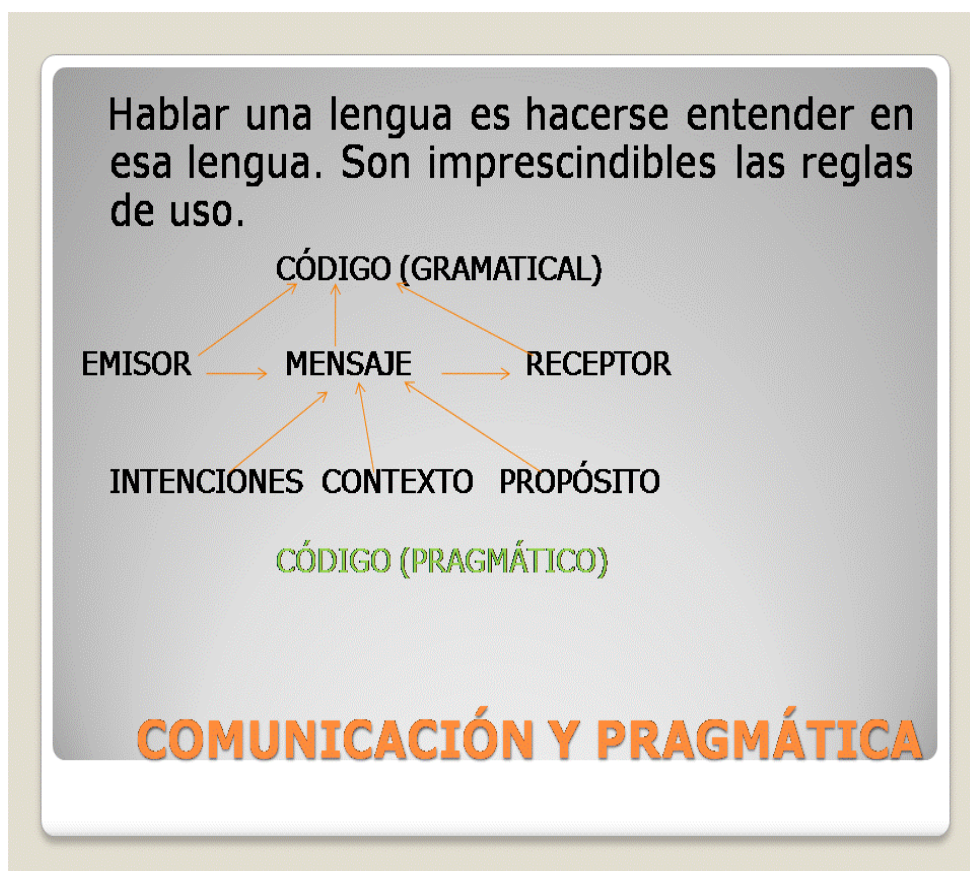 Hablar una lengua es hacerse entender en
esa lengua. Son imprescindibles las reglas
de uso.
CÓDIGO (GRAMATICAL)
EMISOR MENSAJE RECEPTOR
INTENCIONES CONTEXTO PROPÓSITO
CÓDIGO (PRAGMÁTICO)
COMUNICACIÓN Y PRAGMÁTICA